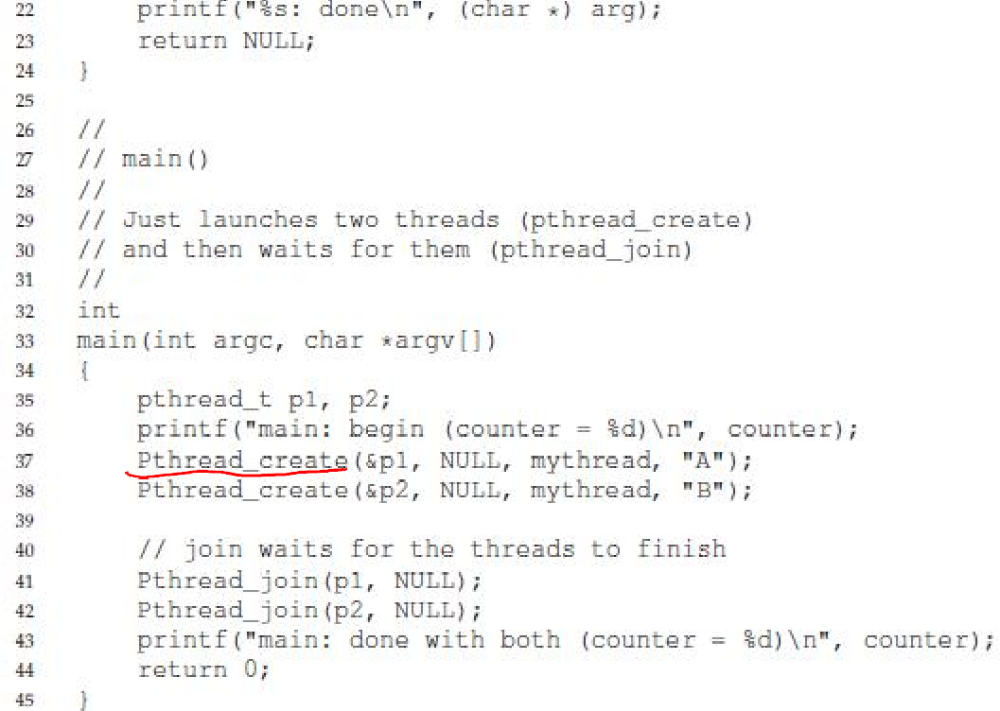 22 printf("%s: done\n", (char *) arg);
23 return NULL;
24 }
25
26 //
27 // main()
28 //
29 // Just launches two threads (pthread_create)
30 // and then waits for them (pthread_join)
31 //
32 int
33 main(int argc, char *argv[])
34 {
35 pthread_t p1, p2;
36 printf("main: begin (counter = %d)\n", counter);
37 Pthread_create(&p1, NULL, mythread, "A");
38 Pthread_create(&p2, NULL, mythread, "B");
39
40 // join waits for the threads to finish
41 Pthread_join(p1, NULL);
42 Pthread_join(p2, NULL);
43 printf("main: done with both (counter = %d)\n", counter);
44 return 0;
45 }